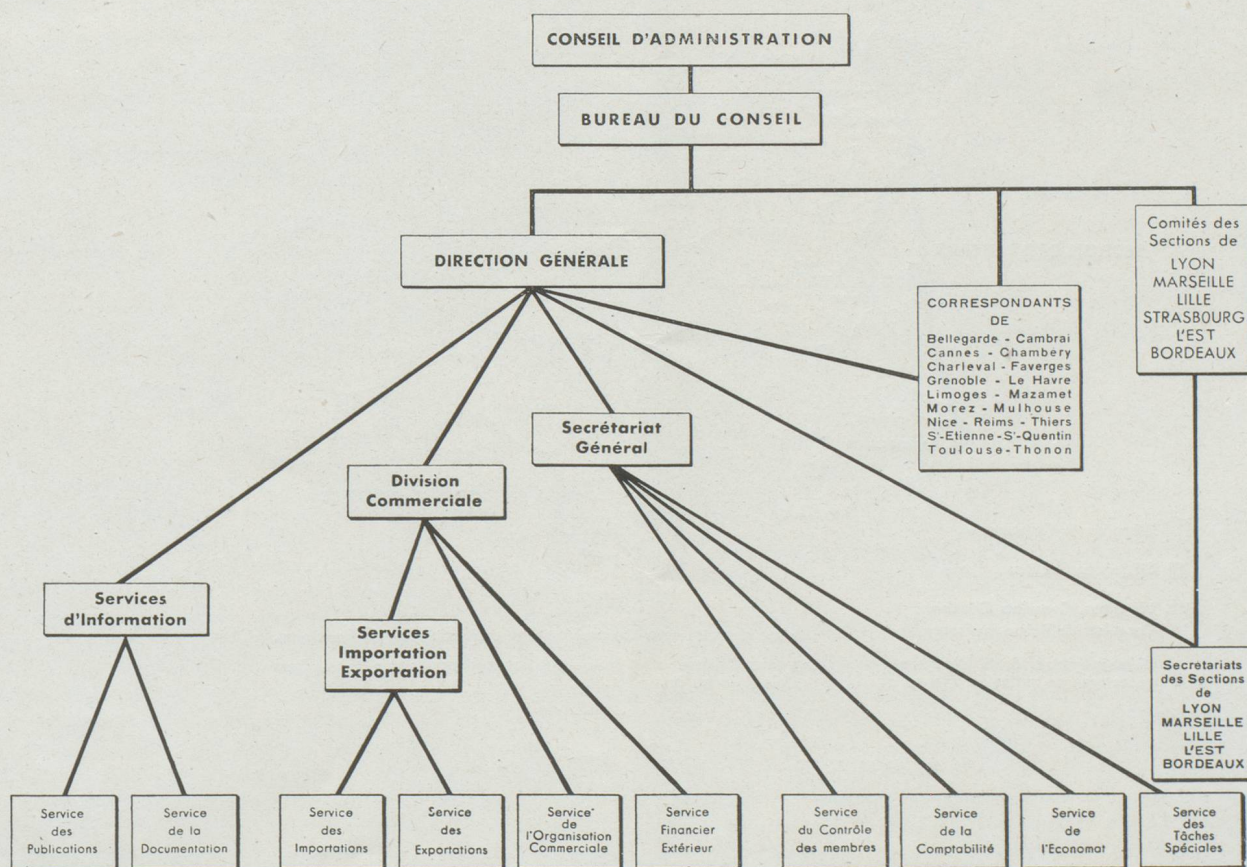 CONSEIL D'ADMINISTRATION
BUREAU DU CONSEIL
DIRECTION GÉNÉRALE
Comités des
Sections de
LYON
MARSEILLE
LILLE
STRASBOURG
L'EST
BORDEAUX
CORRESPONDANTS
DE
Bellegarde - Cambrai
Cannes - Chambery
Charleval - Faverges
Grenoble - Le Havre
Limoges - Mazamet
Morez - Mulhouse
Nice - Reims - Thiers
St-Etienne - St-Quentin
Toulouse - Thonon
Secrétariat
Général
Division
Commerciale
Services
d'Information
Services
Importation
Exportation
Secrétariats
des Sections
de
LYON
MARSEILLE
LILLE
L'EST
BORDEAUX
Service
des
Publications
Service
de la
Documentation
Service
des
Importations
Service
des
Exportations
Service
de
l'Organisation
Commerciale
Service
Financier
Extérieur
Service
du Contrôle
des membres
Service
de la
Comptabilité
Service
de
l'Economat
Service
des
Tâches
Spéciales